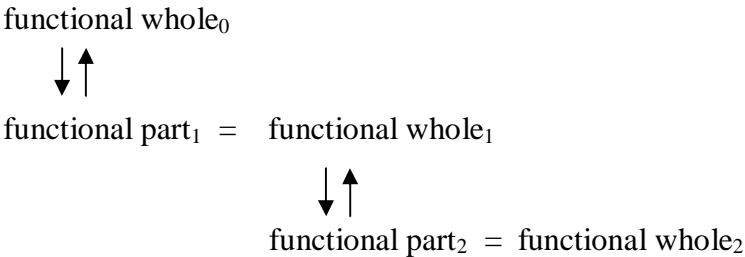 functional whole₀
functional part₁ = functional whole₁
functional part₂ = functional whole₂